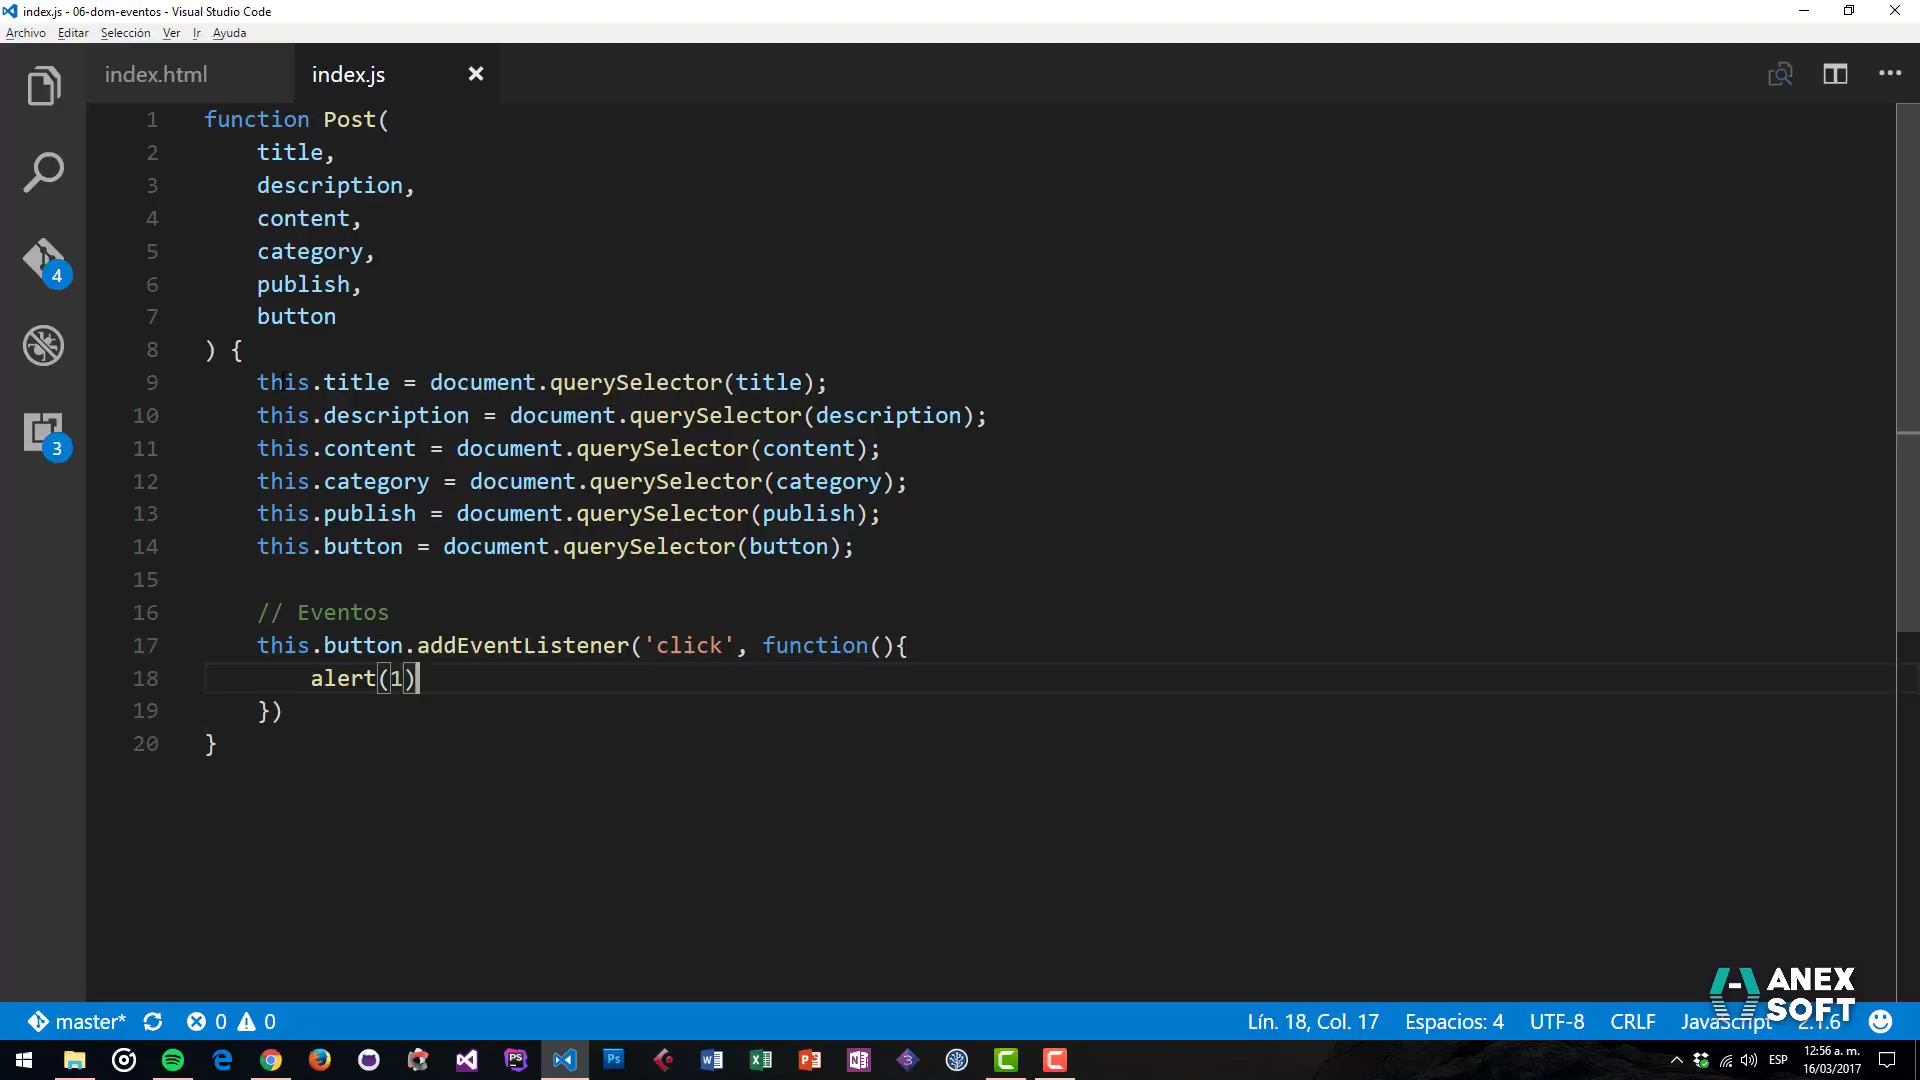 index.js - 06-dom-eventos - Visual Studio Code
Archivo Editar Selección Ver Ir Ayuda
index.html index.js
1 function Post(
2 title,
3 description,
4 content,
5 category,
6 publish,
7 button
8 ) {
9 this.title = document.querySelector(title);
10 this.description = document.querySelector(description);
11 this.content = document.querySelector(content);
12 this.category = document.querySelector(category);
13 this.publish = document.querySelector(publish);
14 this.button = document.querySelector(button);
15
16 // Eventos
17 this.button.addEventListener('click', function(){
18 alert(1)
19 })
20 }
4
3
ANEX
SOFT
master* 0 0 Lín. 18, Col. 17 Espacios: 4 UTF-8 CRLF JavaScript 2.1.6
ESP 12:56 a. m.
16/03/2017